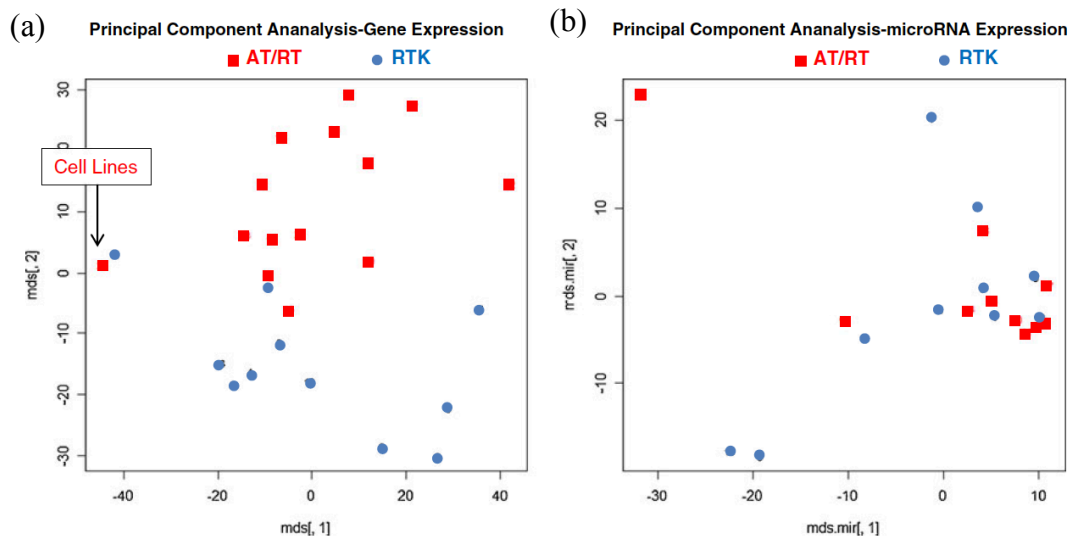 (a)
Principal Component Ananalysis-Gene Expression
AT/RT RTK
30
10
0
-10
-20
-30
Cell Lines
mds[, 2]
-40 -20 0 20 40
mds[, 1]
(b)
Principal Component Ananalysis-microRNA Expression
AT/RT RTK
20
10
0
-10
mds.mir[, 2]
-30 -20 -10 0 10
mds.mir[, 1]